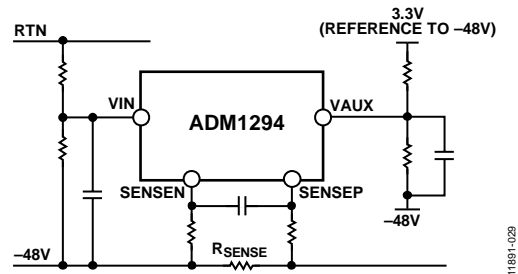 3.3V
(REFERENCE TO –48V)
RTN
VIN
ADM1294
VAUX
SENSEN
SENSEP
–48V
RSENSE
–48V
11891-029